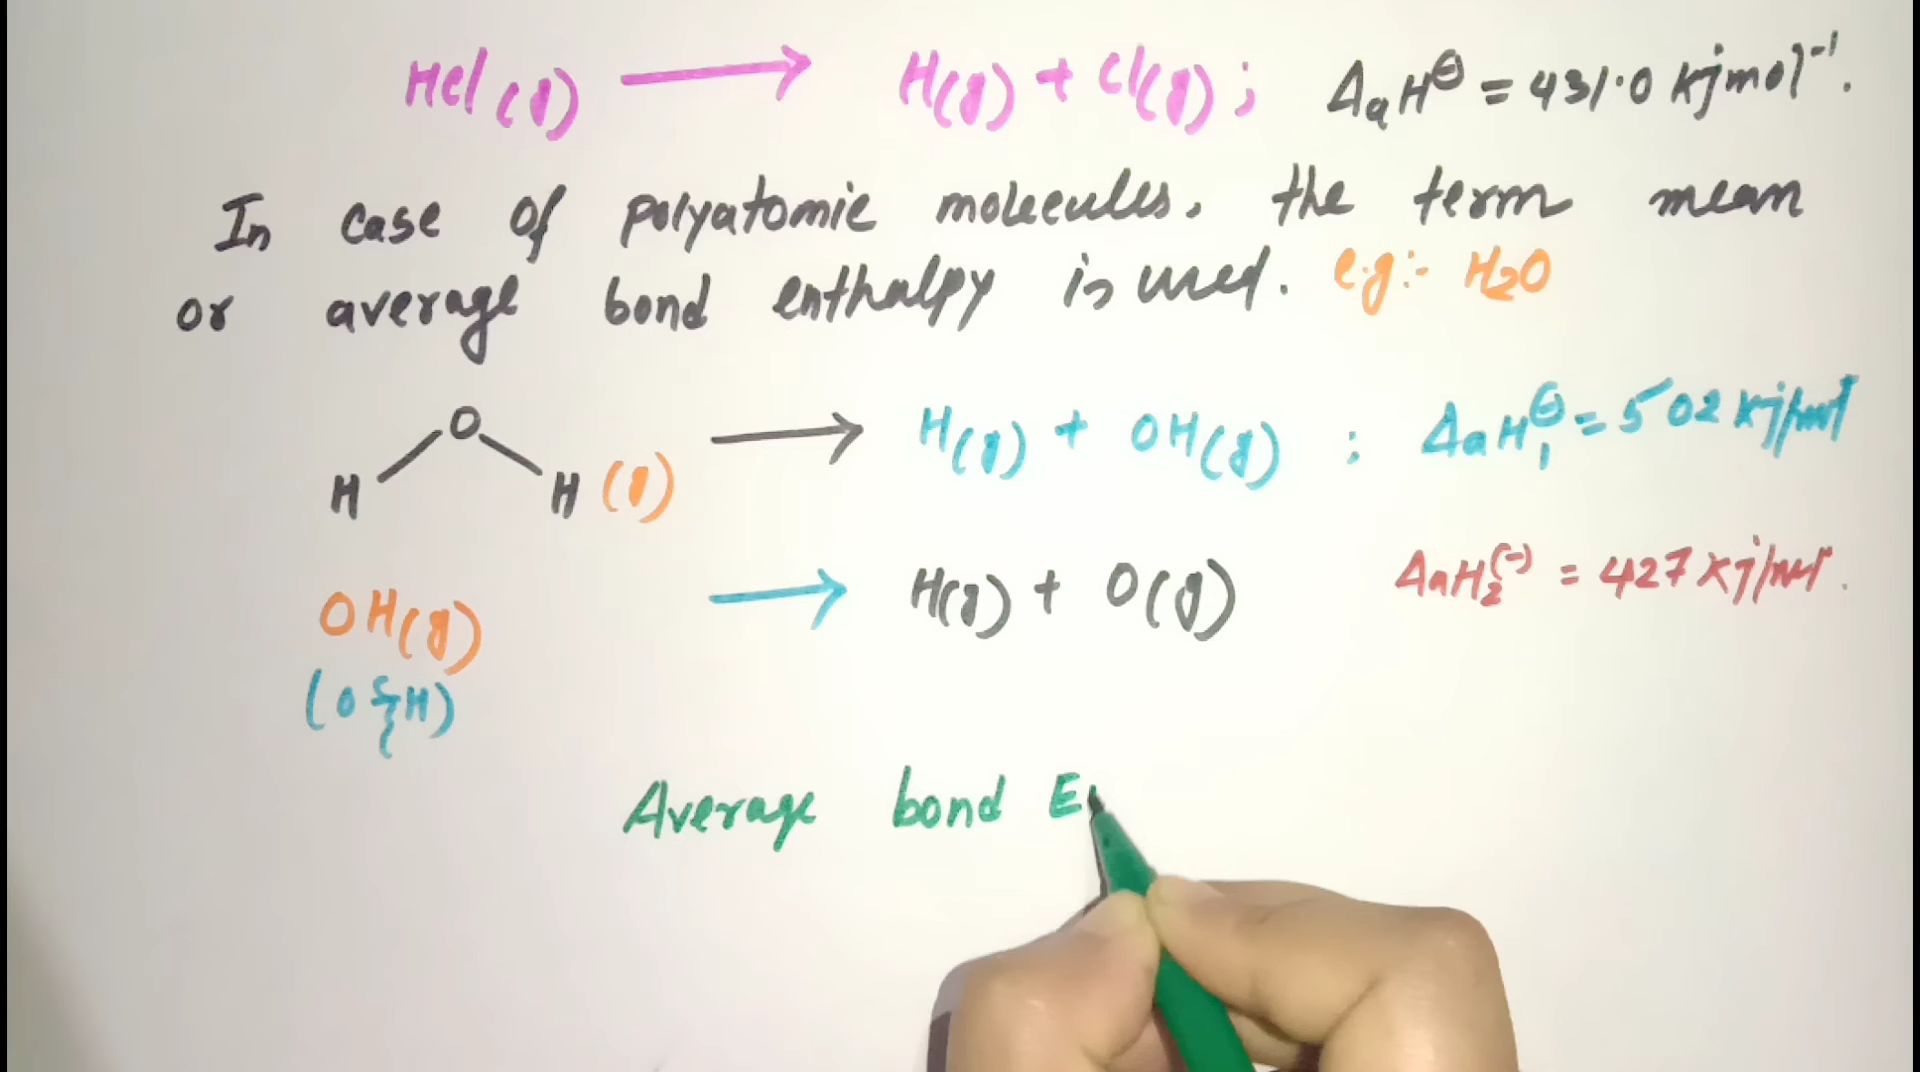 HCl(g) ⟶ H(g) + Cl(g); ΔaH⊖ = 431.0 kjmol⁻¹.
In case of polyatomic molecules, the term mean
or average bond enthalpy is used. e.g:- H2O
H O H (g) ⟶ H(g) + OH(g) : ΔaH₁⊖ = 502 kj/mol
OH(g) ⟶ H(g) + O(g) ΔaH₂(-) = 427 kj/mol.
(O H)
Average bond E